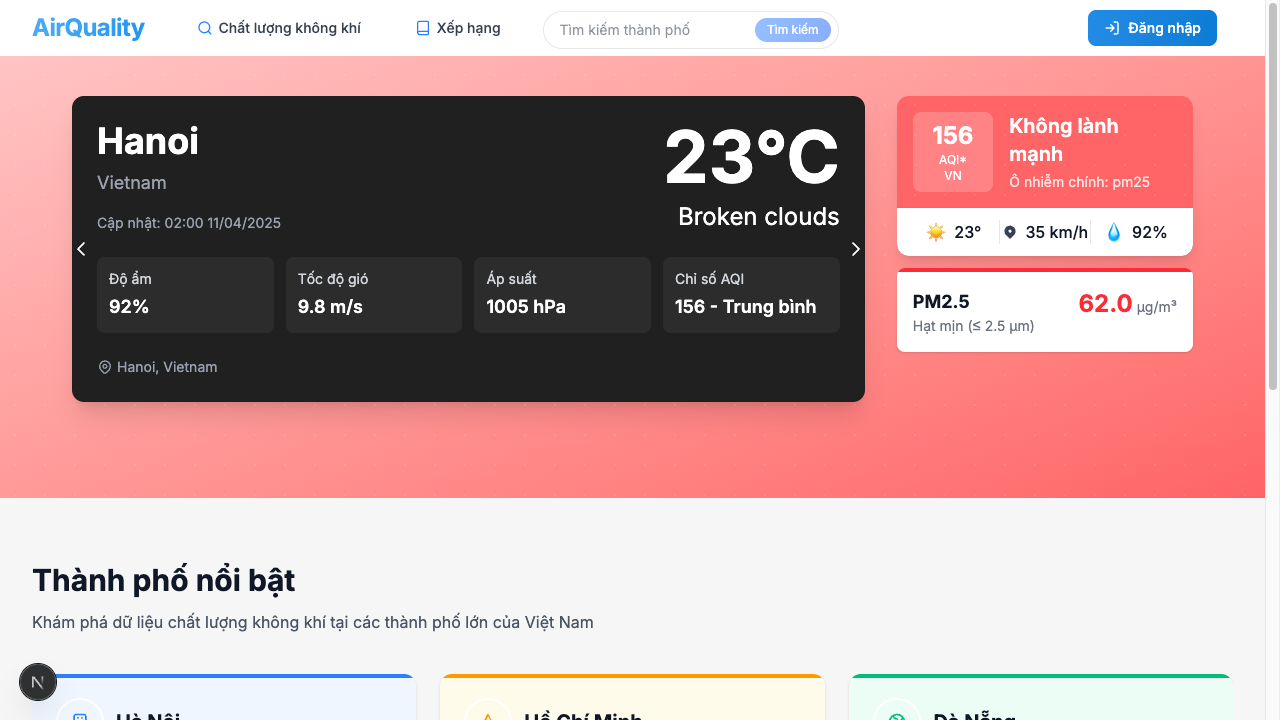 AirQuality
Chất lượng không khí
Xếp hạng
Tìm kiếm thành phố
Tìm kiếm
Đăng nhập
Hanoi
Vietnam
Cập nhật: 02:00 11/04/2025
23°C
Broken clouds
Độ ẩm
92%
Tốc độ gió
9.8 m/s
Áp suất
1005 hPa
Chỉ số AQI
156 - Trung bình
Hanoi, Vietnam
156
AQI*
VN
Không lành
mạnh
Ô nhiễm chính: pm25
23°
35 km/h
92%
PM2.5
62.0 µg/m³
Hạt mịn (≤ 2.5 µm)
Thành phố nổi bật
Khám phá dữ liệu chất lượng không khí tại các thành phố lớn của Việt Nam
N
Hà Nội
Hồ Chí Minh
Đà Nẵng